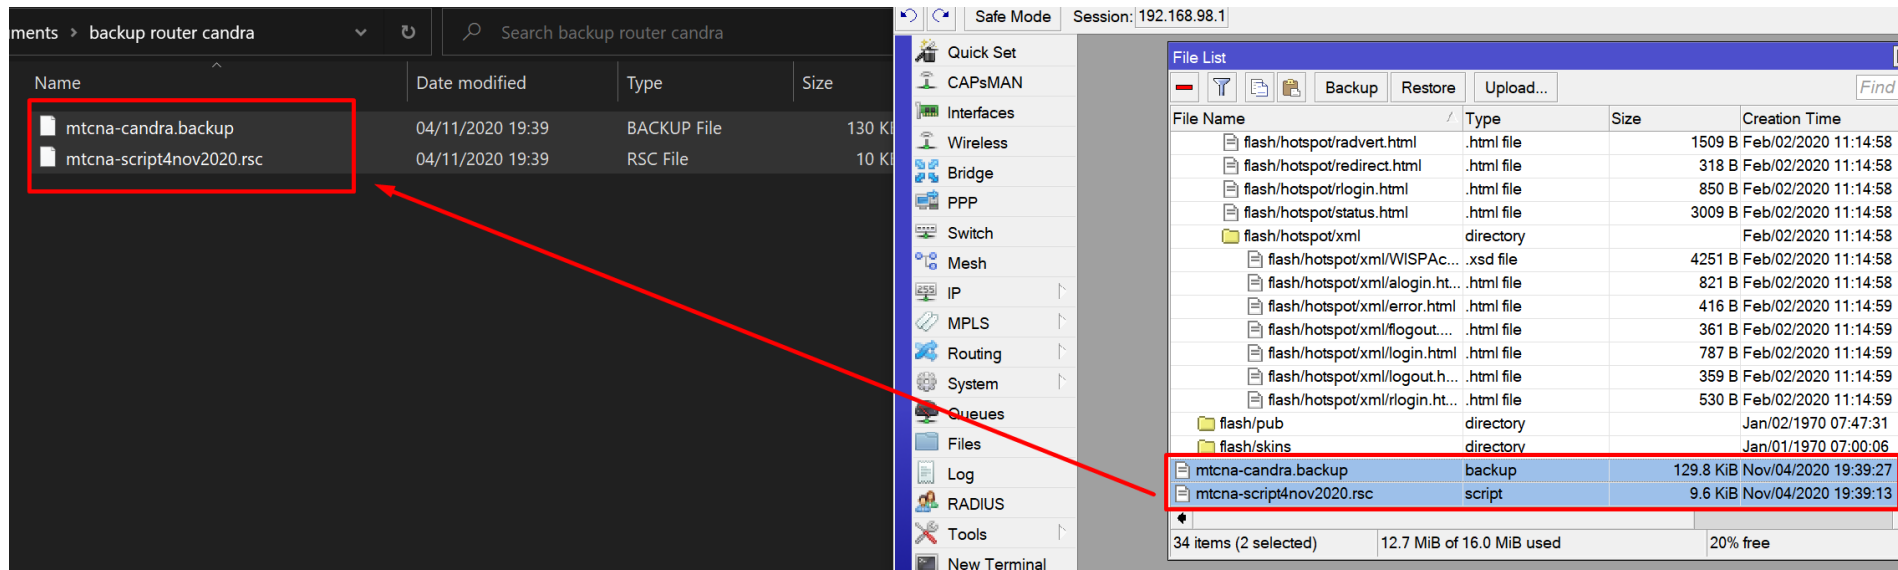 ments > backup router candra
Search backup router candra
Name Date modified Type Size
mtcna-candra.backup 04/11/2020 19:39 BACKUP File 130 K
mtcna-script4nov2020.rsc 04/11/2020 19:39 RSC File 10 K
Safe Mode Session: 192.168.98.1
Quick Set
CAPsMAN
Interfaces
Wireless
Bridge
PPP
Switch
Mesh
255 IP
MPLS
Routing
System
Queues
Files
Log
RADIUS
Tools
New Terminal
File List
Backup Restore Upload... Find
File Name Type Size Creation Time
flash/hotspot/radvert.html .html file 1509 B Feb/02/2020 11:14:58
flash/hotspot/redirect.html .html file 318 B Feb/02/2020 11:14:58
flash/hotspot/rlogin.html .html file 850 B Feb/02/2020 11:14:58
flash/hotspot/status.html .html file 3009 B Feb/02/2020 11:14:58
flash/hotspot/xml directory Feb/02/2020 11:14:58
flash/hotspot/xml/WISPAc... .xsd file 4251 B Feb/02/2020 11:14:58
flash/hotspot/xml/alogin.ht... .html file 821 B Feb/02/2020 11:14:58
flash/hotspot/xml/error.html .html file 416 B Feb/02/2020 11:14:59
flash/hotspot/xml/flogout.... .html file 361 B Feb/02/2020 11:14:59
flash/hotspot/xml/login.html .html file 787 B Feb/02/2020 11:14:59
flash/hotspot/xml/logout.h... .html file 359 B Feb/02/2020 11:14:59
flash/hotspot/xml/rlogin.ht... .html file 530 B Feb/02/2020 11:14:59
flash/pub directory Jan/02/1970 07:47:31
flash/skins directory Jan/01/1970 07:00:06
mtcna-candra.backup backup 129.8 KiB Nov/04/2020 19:39:27
mtcna-script4nov2020.rsc script 9.6 KiB Nov/04/2020 19:39:13
34 items (2 selected) 12.7 MiB of 16.0 MiB used 20% free